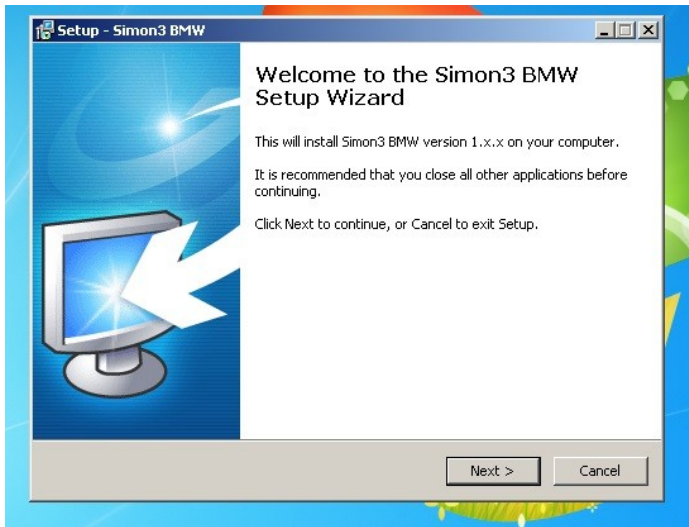 Setup - Simon3 BMW
Welcome to the Simon3 BMW
Setup Wizard
This will install Simon3 BMW version 1.x.x on your computer.
It is recommended that you close all other applications before
continuing.
Click Next to continue, or Cancel to exit Setup.
Next >
Cancel